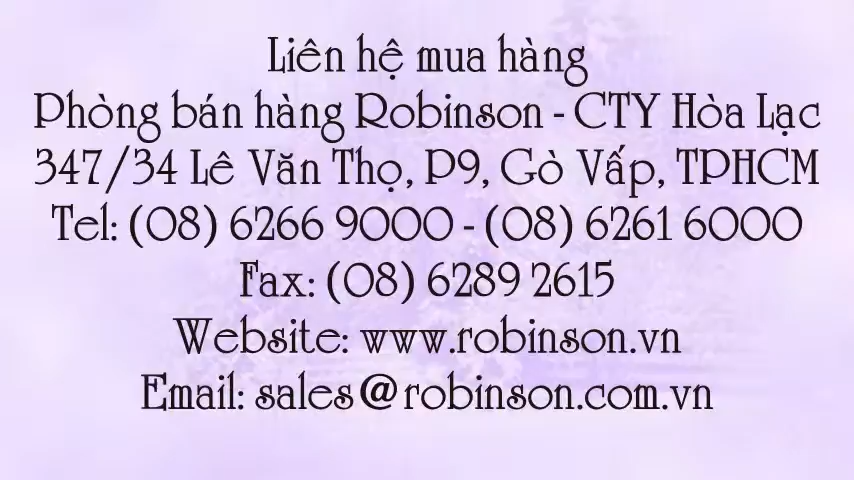 Liên hệ mua hàng
Phòng bán hàng Robinson - CTY Hòa Lạc
347/34 Lê Văn Thọ, P9, Gò Vấp, TPHCM
Tel: (08) 6266 9000 - (08) 6261 6000
Fax: (08) 6289 2615
Website: www.robinson.vn
Email: sales@robinson.com.vn